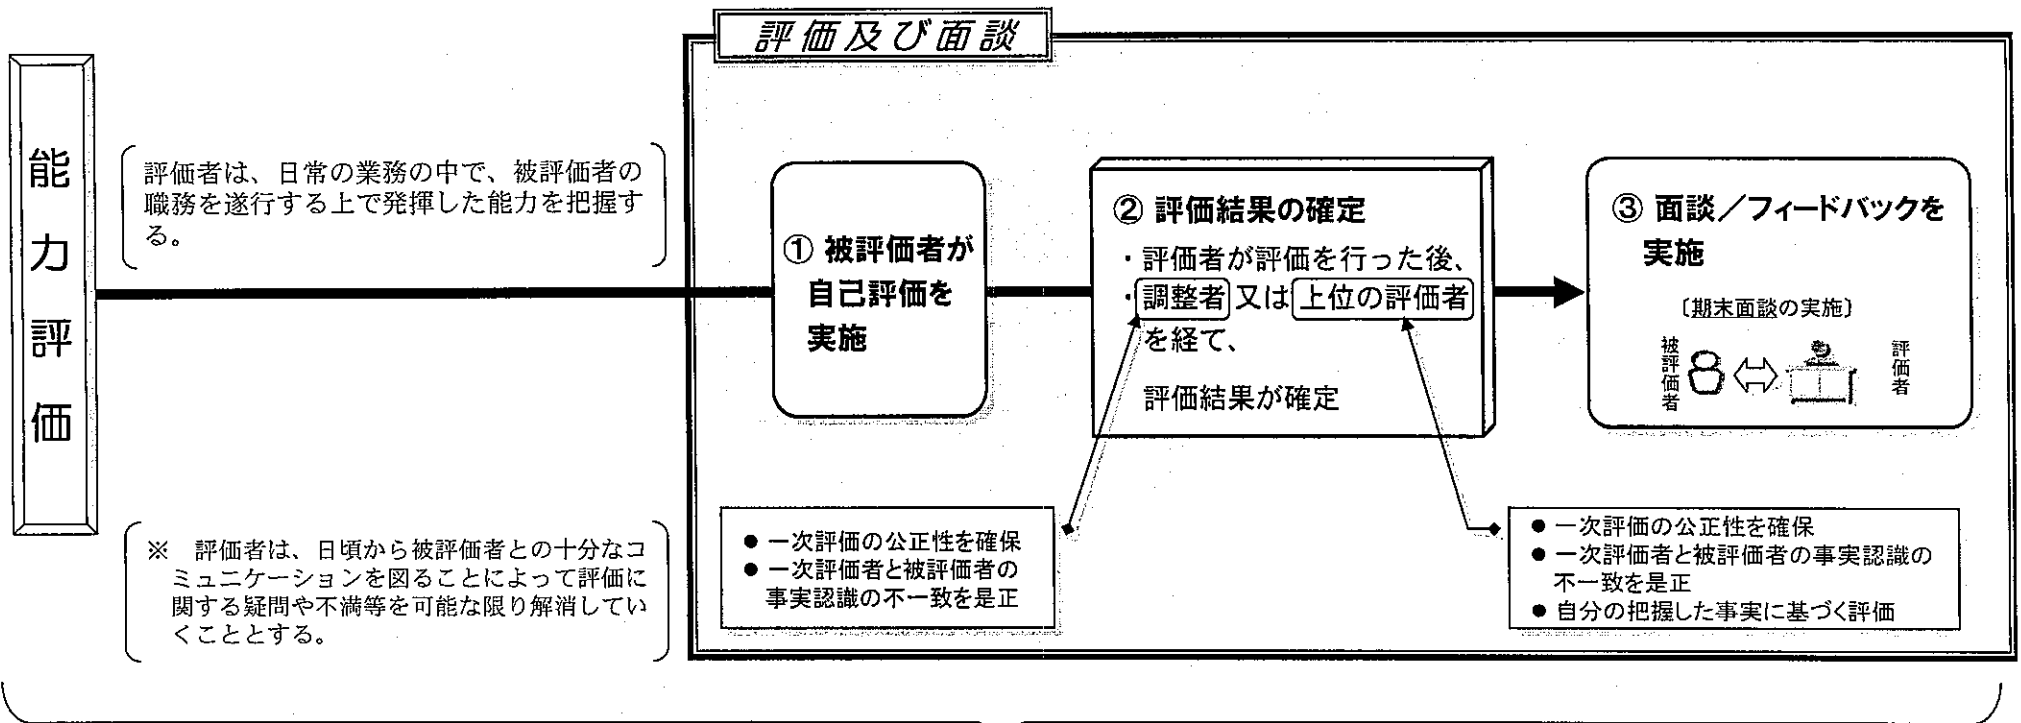 評価及び面談
能力評価
評価者は、日常の業務の中で、被評価者の
職務を遂行する上で発揮した能力を把握す
る。
※　評価者は、日頃から被評価者との十分なコ
ミュニケーションを図ることによって評価に
関する疑問や不満等を可能な限り解消してい
くこととする。
① 被評価者が
自己評価を
実施
② 評価結果の確定
・評価者が評価を行った後、
・調整者又は上位の評価者
を経て、
評価結果が確定
③ 面談／フィードバックを
実施
〔期末面談の実施〕
被評価者
評価者
● 一次評価の公正性を確保
● 一次評価者と被評価者の
事実認識の不一致を是正
● 一次評価の公正性を確保
● 一次評価者と被評価者の事実認識の
不一致を是正
● 自分の把握した事実に基づく評価